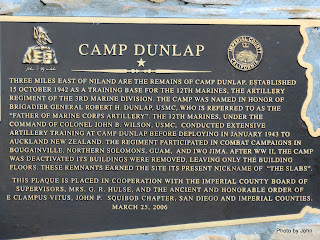 CAMP DUNLAP
THREE MILES EAST OF NILAND ARE THE REMAINS OF CAMP DUNLAP, ESTABLISHED
15 OCTOBER 1942 AS A TRAINING BASE FOR THE 12TH MARINES, THE ARTILLERY
REGIMENT OF THE 3RD MARINE DIVISION. THE CAMP WAS NAMED IN HONOR OF
BRIGADIER GENERAL ROBERT H. DUNLAP, USMC, WHO IS REFERRED TO AS THE
"FATHER OF MARINE CORPS ARTILLERY". THE 12TH MARINES, UNDER THE
COMMAND OF COLONEL JOHN B. WILSON, USMC, CONDUCTED EXTENSIVE
ARTILLERY TRAINING AT CAMP DUNLAP BEFORE DEPLOYING IN JANUARY 1943 TO
AUCKLAND NEW ZEALAND. THE REGIMENT PARTICIPATED IN COMBAT CAMPAIGNS IN
BOUGAINVILLE, NORTHERN SOLOMONS, GUAM, AND IWO JIMA. AFTER WW II, THE CAMP
WAS DEACTIVATED ITS BUILDINGS WERE REMOVED, LEAVING ONLY THE BUILDING
FLOORS. THESE REMNANTS EARNED THE SITE ITS PRESENT NICKNAME OF "THE SLABS".
THIS PLAQUE IS PLACED IN COOPERATION WITH THE IMPERIAL COUNTY BOARD OF
SUPERVISORS, MRS. G. R. HULSE, AND THE ANCIENT AND HONORABLE ORDER OF
E CLAMPUS VITUS, JOHN P. SQUIBOB CHAPTER, SAN DIEGO AND IMPERIAL COUNTIES.
MARCH 25, 2006
Photo by John